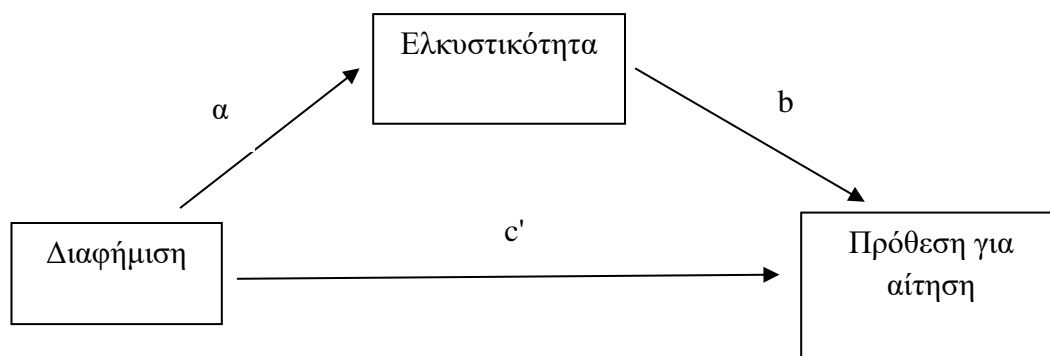 Ελκυστικότητα
α
b
c'
Διαφήμιση
Πρόθεση για
αίτηση